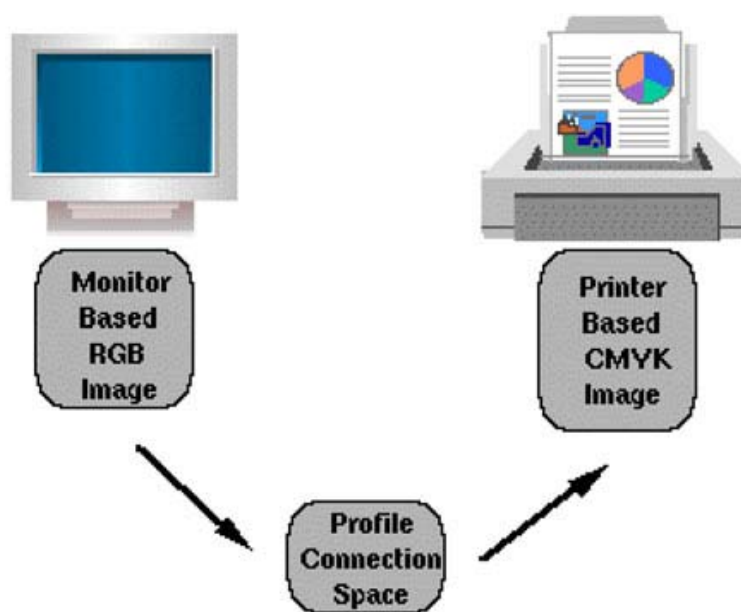 Monitor
Based
RGB
Image
Printer
Based
CMYK
Image
Profile
Connection
Space